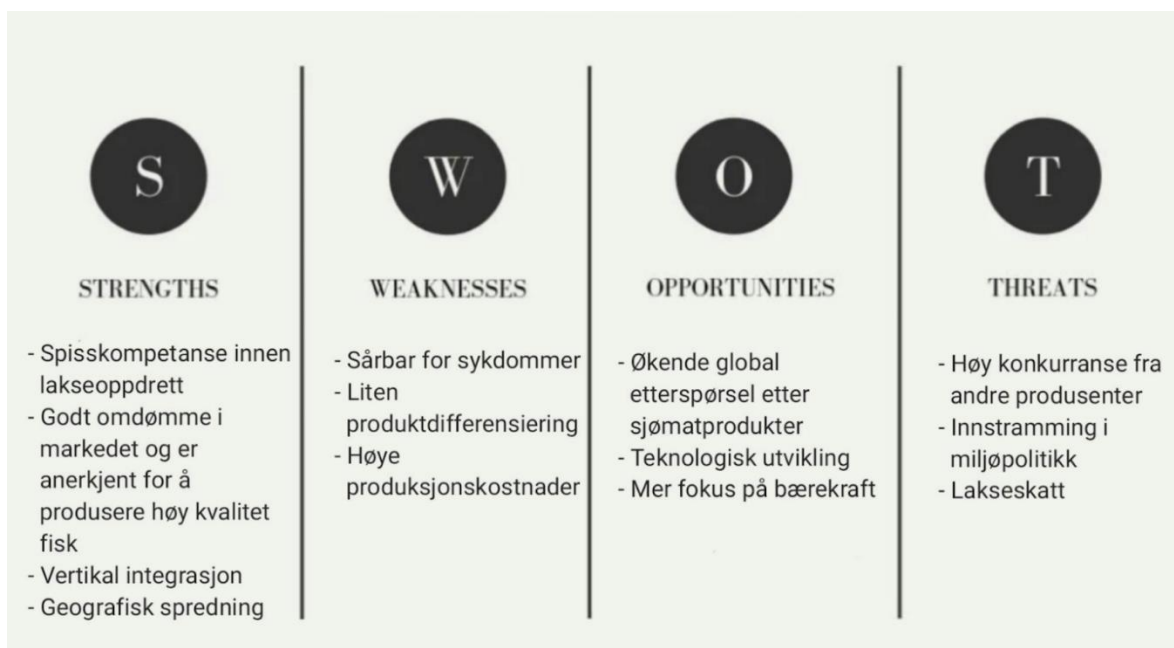 S
STRENGTHS
- Spisskompetanse innen
lakseoppdrett
- Godt omdømme i
markedet og er
anerkjent for å
produsere høy kvalitet
fisk
- Vertikal integrasjon
- Geografisk spredning
W
WEAKNESSES
- Sårbar for sykdommer
- Liten
produktdifferensiering
- Høye
produksjonskostnader
O
OPPORTUNITIES
- Økende global
etterspørsel etter
sjømatprodukter
- Teknologisk utvikling
- Mer fokus på bærekraft
T
THREATS
- Høy konkurranse fra
andre produsenter
- Innstramming i
miljøpolitikk
- Lakseskatt